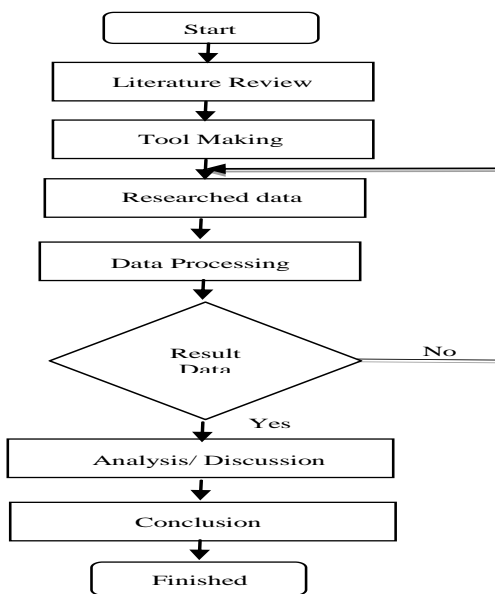 Start
Literature Review
Tool Making
Researched data
Data Processing
Result
Data
No
Yes
Analysis/ Discussion
Conclusion
Finished